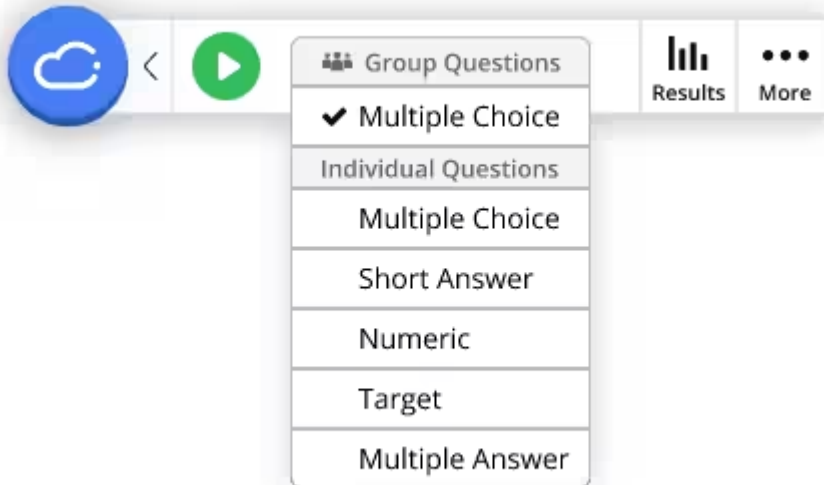 Group Questions
Results
More
Multiple Choice
Individual Questions
Multiple Choice
Short Answer
Numeric
Target
Multiple Answer